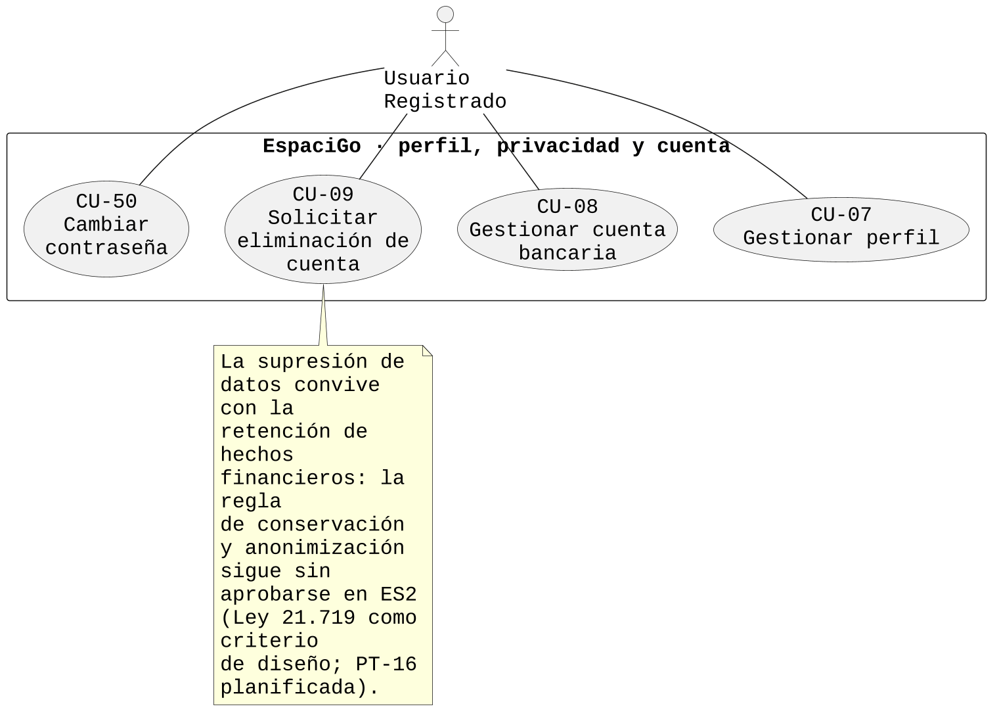 Usuario
Registrado
EspaciGo · perfil, privacidad y cuenta
CU-50
Cambiar
contraseña
CU-09
Solicitar
eliminación de
cuenta
CU-08
Gestionar cuenta
bancaria
CU-07
Gestionar perfil
La supresión de
datos convive
con la
retención de
hechos
financieros: la
regla
de conservación
y anonimización
sigue sin
aprobarse en ES2
(Ley 21.719 como
criterio
de diseño; PT-16
planificada).